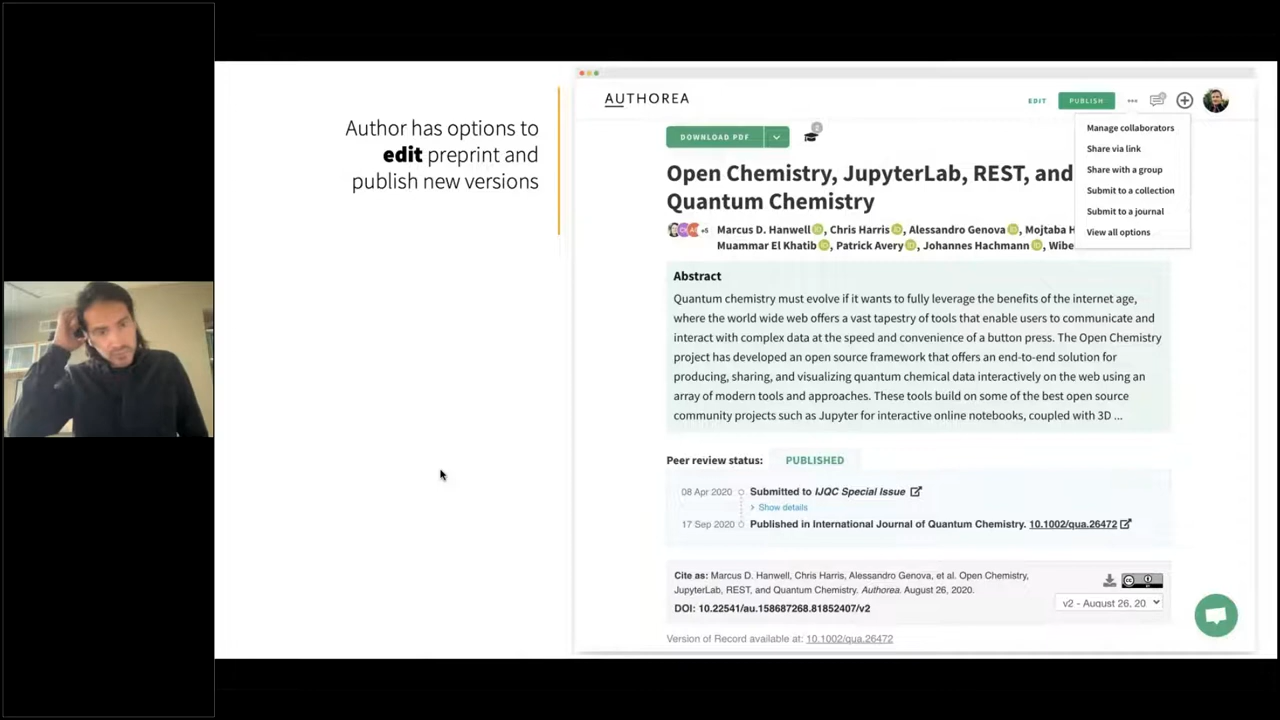 Author has options to
edit preprint and
publish new versions
AUTHOREA
EDIT
PUBLISH
Manage collaborators
Share via link
Share with a group
Submit to a collection
Submit to a journal
View all options
DOWNLOAD PDF
2
Open Chemistry, JupyterLab, REST, and
Quantum Chemistry
+5 Marcus D. Hanwell, Chris Harris, Alessandro Genova, Mojtaba H
Muammar El Khatib, Patrick Avery, Johannes Hachmann, Wibe
Abstract
Quantum chemistry must evolve if it wants to fully leverage the benefits of the internet age,
where the world wide web offers a vast tapestry of tools that enable users to communicate and
interact with complex data at the speed and convenience of a button press. The Open Chemistry
project has developed an open source framework that offers an end-to-end solution for
producing, sharing, and visualizing quantum chemical data interactively on the web using an
array of modern tools and approaches. These tools build on some of the best open source
community projects such as Jupyter for interactive online notebooks, coupled with 3D ...
Peer review status: PUBLISHED
08 Apr 2020 Submitted to IJQC Special Issue
> Show details
17 Sep 2020 Published in International Journal of Quantum Chemistry. 10.1002/qua.26472
Cite as: Marcus D. Hanwell, Chris Harris, Alessandro Genova, et al. Open Chemistry,
JupyterLab, REST, and Quantum Chemistry. Authorea. August 26, 2020.
DOI: 10.22541/au.158687268.81852407/v2
v2 - August 26, 20
Version of Record available at: 10.1002/qua.26472